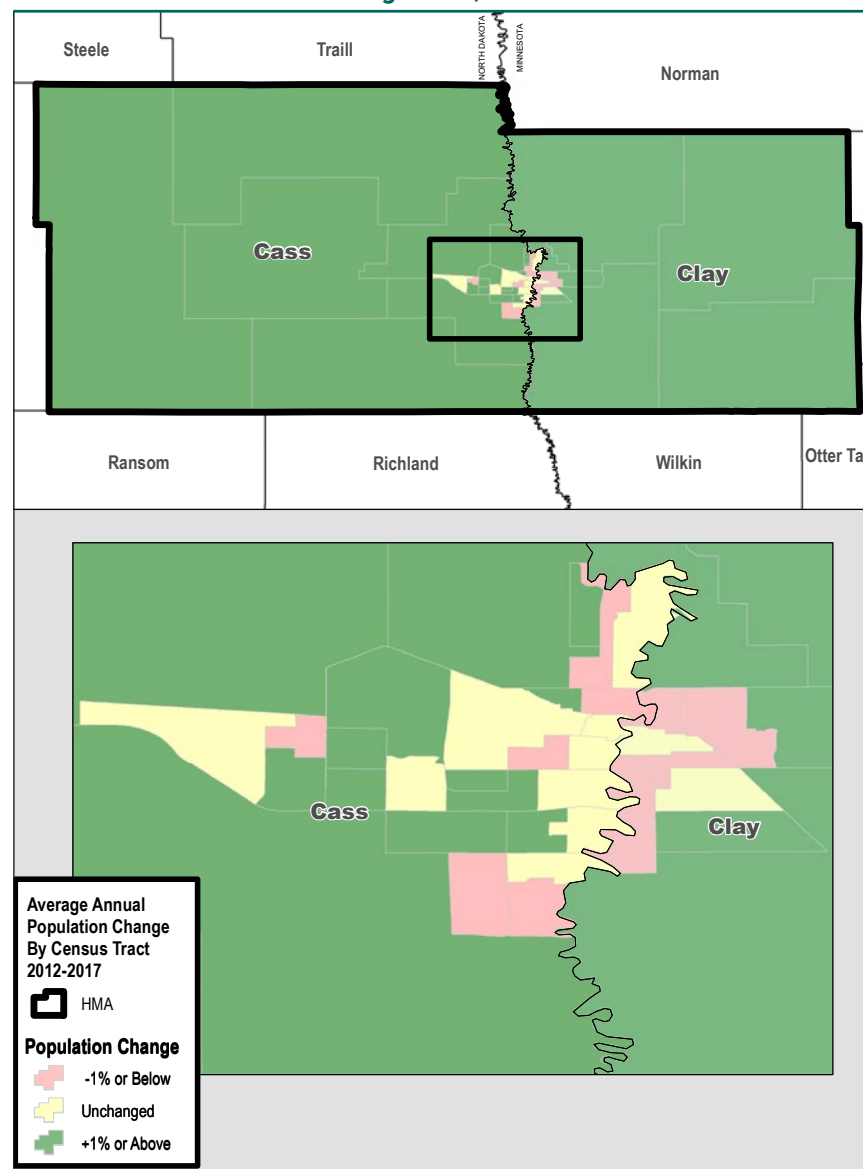 Steele
Traill
NORTH DAKOTA
MINNESOTA
Norman
Cass
Clay
Ransom
Richland
Wilkin
Otter Ta
Cass
Clay
Average Annual
Population Change
By Census Tract
2012-2017
HMA
Population Change
-1% or Below
Unchanged
+1% or Above